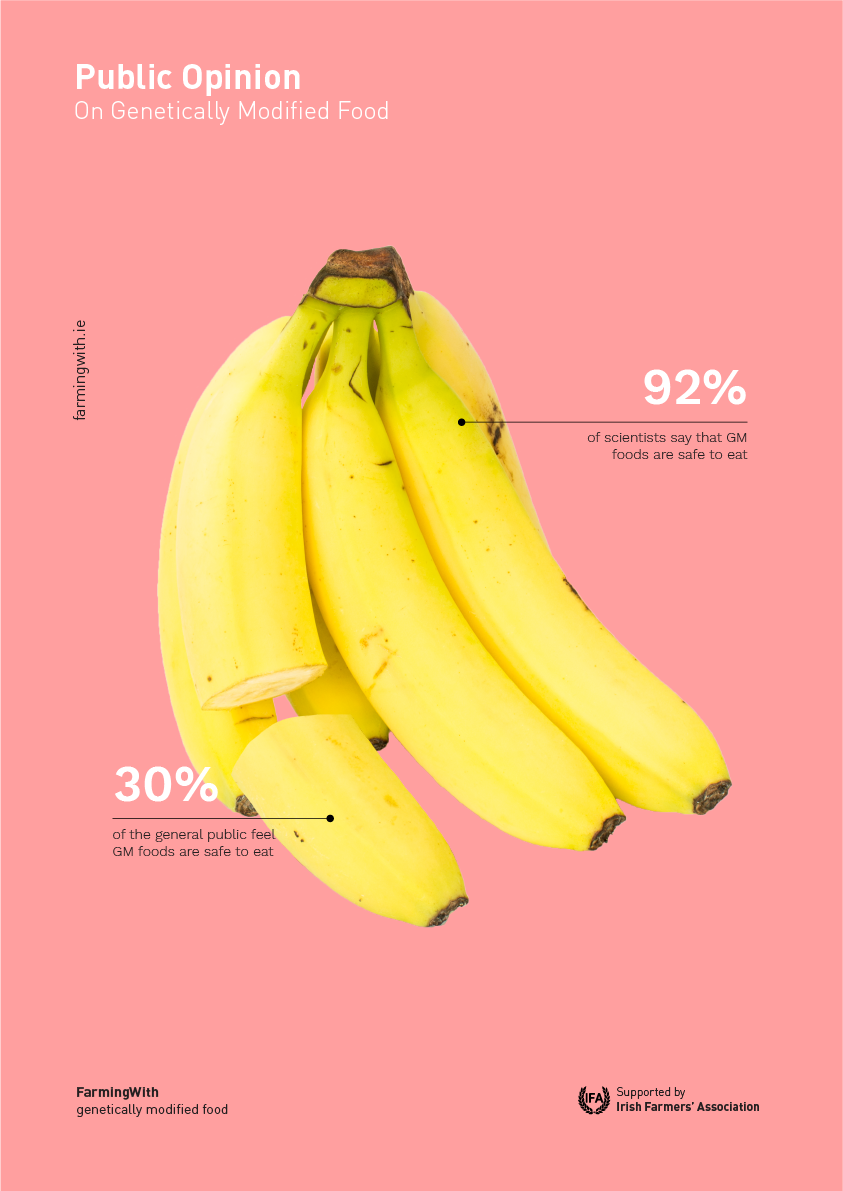 Public Opinion
On Genetically Modified Food
farmingwith.ie
92%
of scientists say that GM
foods are safe to eat
30%
of the general public feel
GM foods are safe to eat
FarmingWith
genetically modified food
IFA
Supported by
Irish Farmers' Association